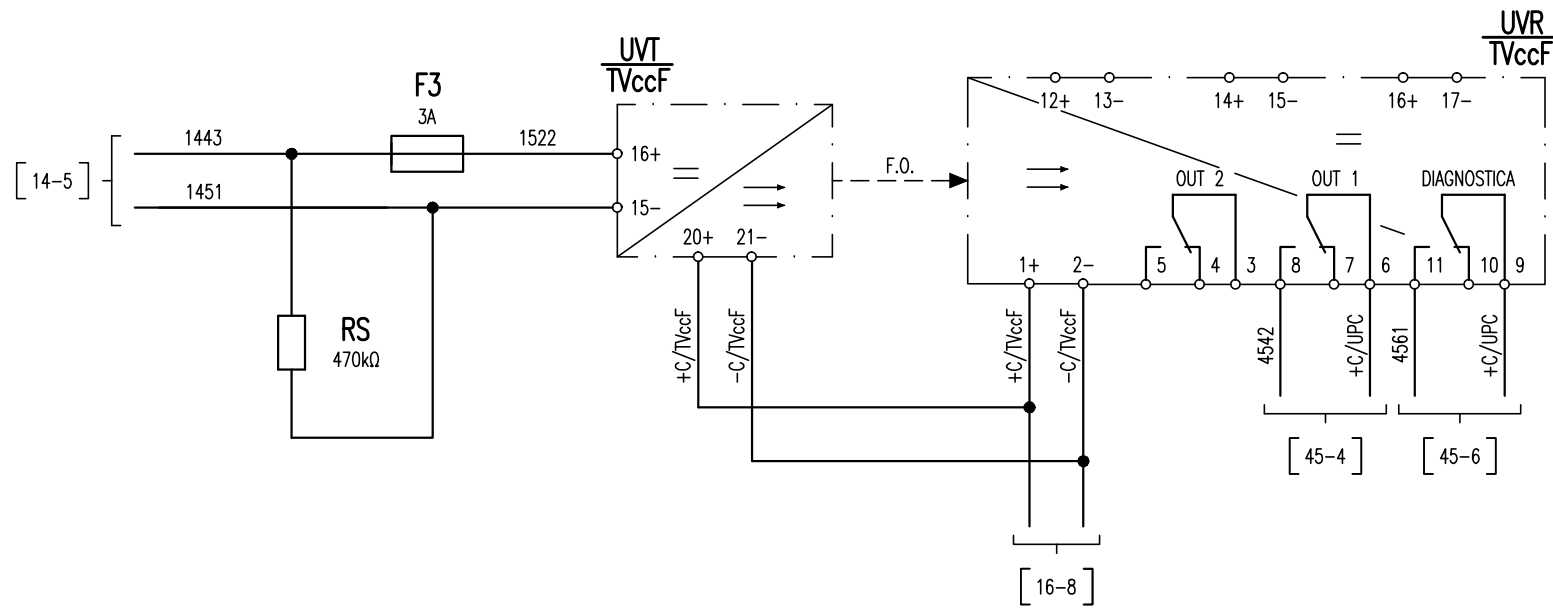 UVT
TVccF
UVR
TVccF
F3
3A
1443
1522
16+
[14-5]
1451
15-
20+ 21-
F.O.
12+ 13- 14+ 15- 16+ 17-
OUT 2 OUT 1 DIAGNOSTICA
1+ 2- 5 4 3 8 7 6 11 10 9
RS
470kΩ
+C/TVccF
-C/TVccF
+C/TVccF
-C/TVccF
4542
+C/UPC
4561
+C/UPC
[45-4] [45-6]
[16-8]